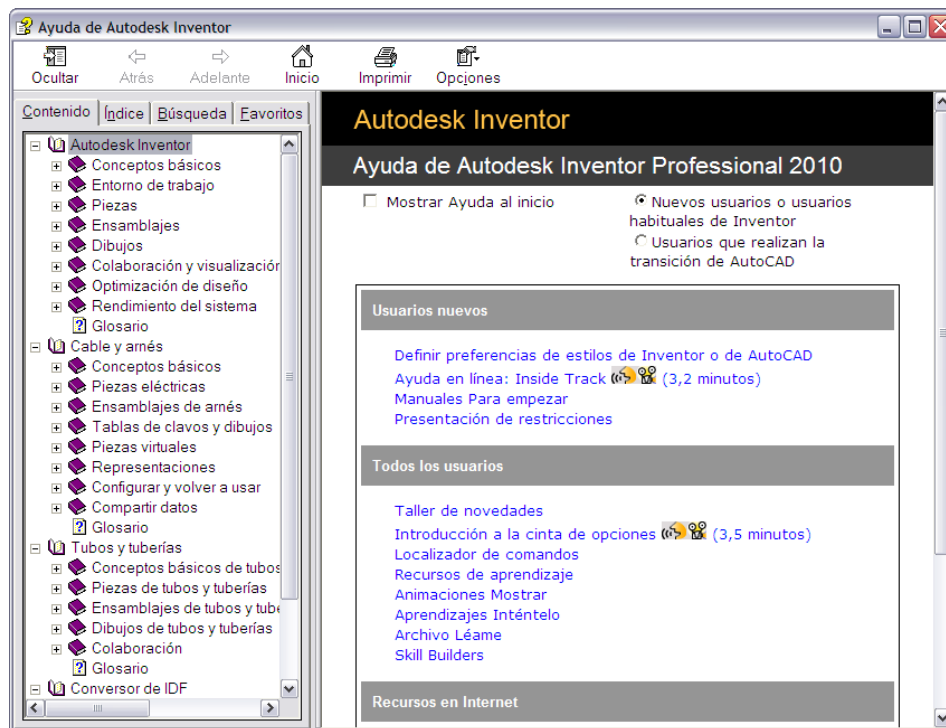 Ayuda de Autodesk Inventor
Ocultar Atrás Adelante Inicio Imprimir Opciones
Contenido Índice Búsqueda Favoritos
Autodesk Inventor
Conceptos básicos
Entorno de trabajo
Piezas
Ensamblajes
Dibujos
Colaboración y visualización
Optimización de diseño
Rendimiento del sistema
Glosario
Cable y arnés
Conceptos básicos
Piezas eléctricas
Ensamblajes de arnés
Tablas de clavos y dibujos
Piezas virtuales
Representaciones
Configurar y volver a usar
Compartir datos
Glosario
Tubos y tuberías
Conceptos básicos de tubos
Piezas de tubos y tuberías
Ensamblajes de tubos y tube
Dibujos de tubos y tuberías
Colaboración
Glosario
Conversor de IDF
Autodesk Inventor
Ayuda de Autodesk Inventor Professional 2010
Mostrar Ayuda al inicio
Nuevos usuarios o usuarios
habituales de Inventor
Usuarios que realizan la
transición de AutoCAD
Usuarios nuevos
Definir preferencias de estilos de Inventor o de AutoCAD
Ayuda en línea: Inside Track (3,2 minutos)
Manuales Para empezar
Presentación de restricciones
Todos los usuarios
Taller de novedades
Introducción a la cinta de opciones (3,5 minutos)
Localizador de comandos
Recursos de aprendizaje
Animaciones Mostrar
Aprendizajes Inténtelo
Archivo Léame
Skill Builders
Recursos en Internet